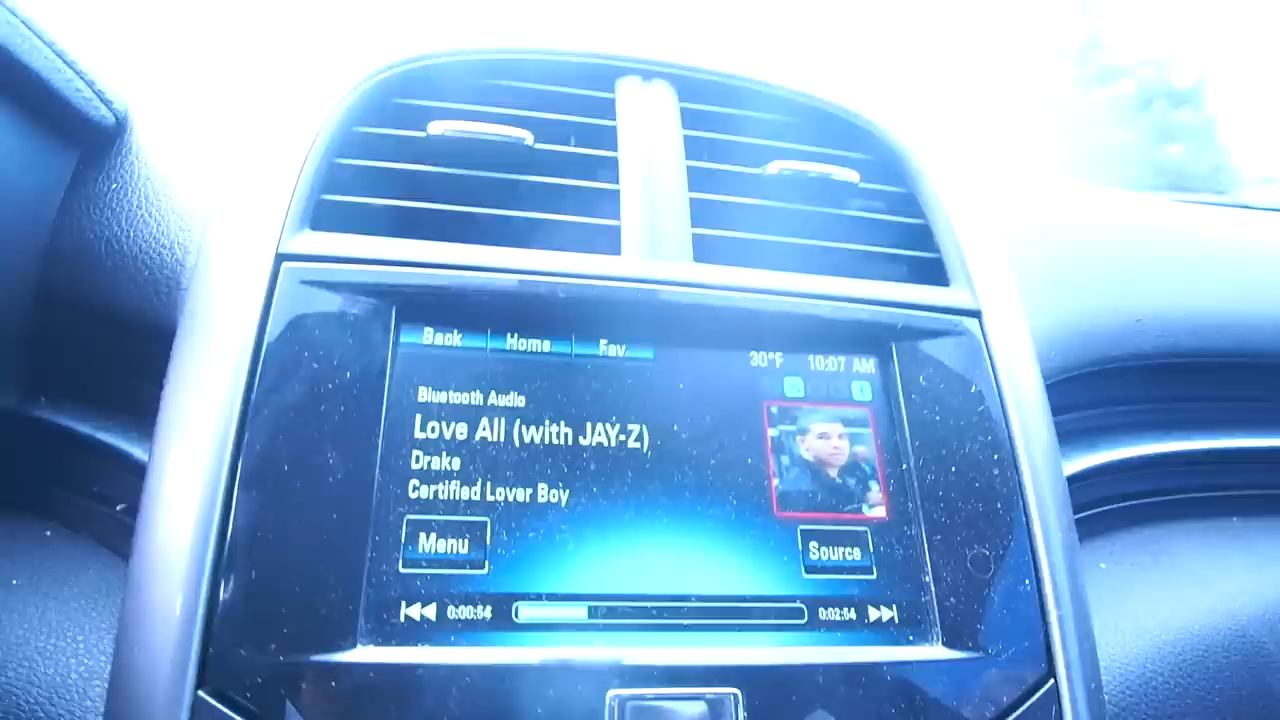 Back Home Fav
30°F 10:07 AM
Bluetooth Audio
Love All (with JAY-Z)
Drake
Certified Lover Boy
Menu
Source
0:00:54
0:02:54